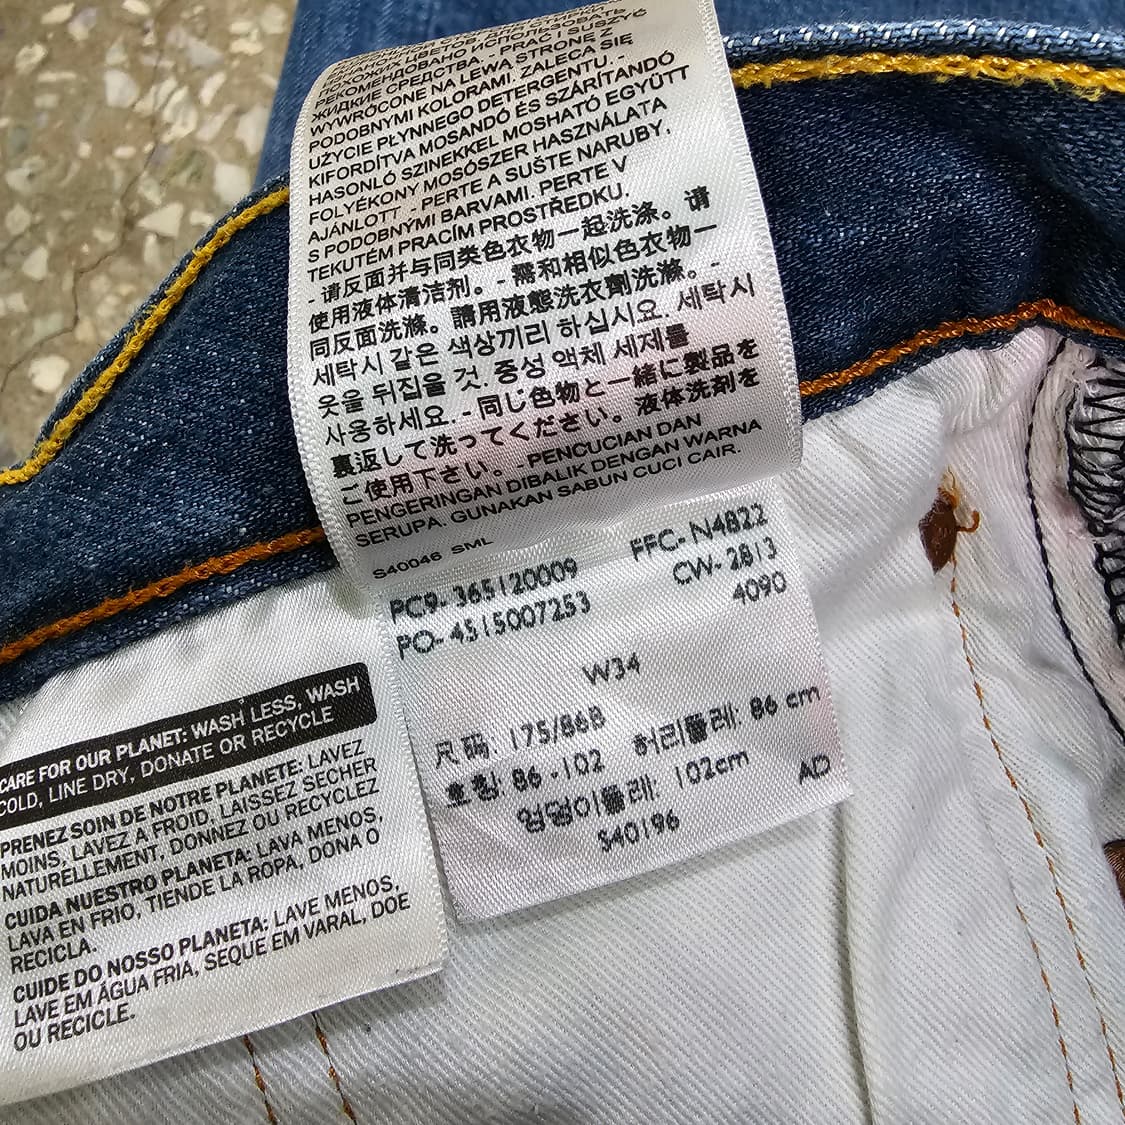 ПОХОЖИХ ЦВЕТОВ, ДОПУСКАЕТСЯ
РЕКОМЕНДОВАНО ИСПОЛЬЗОВАТЬ
ЖИДКИЕ СРЕДСТВА. - PRAĆ I SUSZYĆ
WYWRÓCONE NA LEWĄ STRONĘ Z
PODOBNYMI KOLORAMI. ZALECA SIĘ
UŻYCIE PŁYNNEGO DETERGENTU. -
KIFORDÍTVA MOSANDÓ ÉS SZÁRÍTANDÓ
HASONLÓ SZINEKKEL MOSHATÓ EGYÜTT
FOLYÉKONY MOSÓSZER HASZNÁLATA
AJÁNLOTT - PERTE A SUŠTE NARUBY,
S PODOBNÝMI BARVAMI. PERTE V
TEKUTÉM PRACÍM PROSTŘEDKU.
- 请反面并与同类色衣物一起洗涤。请
使用液体清洁剂。- 需和相似色衣物一
同反面洗滌。請用液態洗衣劑洗滌。-
세탁시 같은 색상끼리 하십시요. 세탁시
옷을 뒤집을 것. 중성 액체 세제를
사용하세요. - 同じ色物と一緒に製品を
裏返して洗ってください。液体洗剤を
ご使用下さい。- PENCUCIAN DAN
PENGERINGAN DIBALIK DENGAN WARNA
SERUPA. GUNAKAN SABUN CUCI CAIR.
S40046 SML
PC9- 365120009 FFC- N4822
PO- 4515007253 CW- 2813
4090
W34
尺码: 175/86B 허리둘레: 86 cm
호칭: 86 -102 엉덩이둘레: 102cm AD
S40196
CARE FOR OUR PLANET: WASH LESS, WASH
COLD, LINE DRY, DONATE OR RECYCLE
PRENEZ SOIN DE NOTRE PLANETE: LAVEZ
MOINS, LAVEZ A FROID, LAISSEZ SECHER
NATURELLEMENT, DONNEZ OU RECYCLEZ
CUIDA NUESTRO PLANETA: LAVA MENOS,
LAVA EN FRIO, TIENDE LA ROPA, DONA O
RECICLA.
CUIDE DO NOSSO PLANETA: LAVE MENOS,
LAVE EM ÁGUA FRIA, SEQUE EM VARAL, DOE
OU RECICLE.